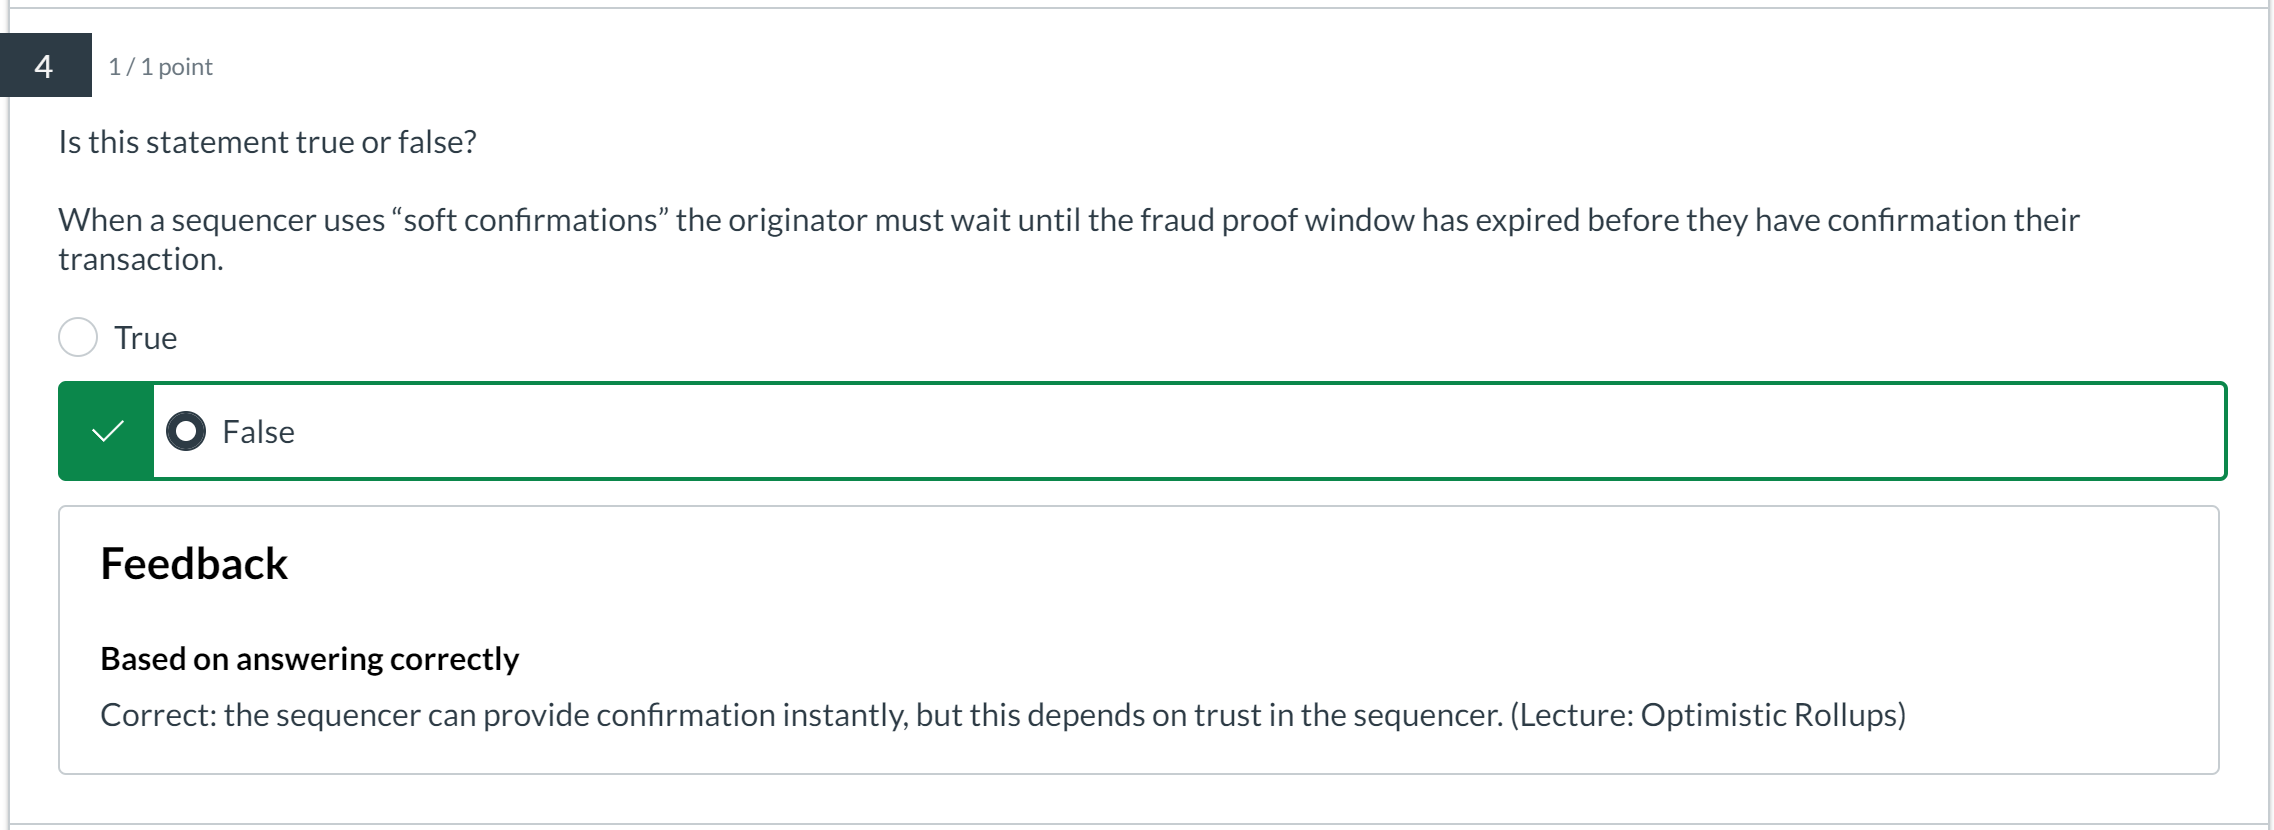 4
1 / 1 point
Is this statement true or false?
When a sequencer uses “soft confirmations” the originator must wait until the fraud proof window has expired before they have confirmation their
transaction.
True
False
Feedback
Based on answering correctly
Correct: the sequencer can provide confirmation instantly, but this depends on trust in the sequencer. (Lecture: Optimistic Rollups)